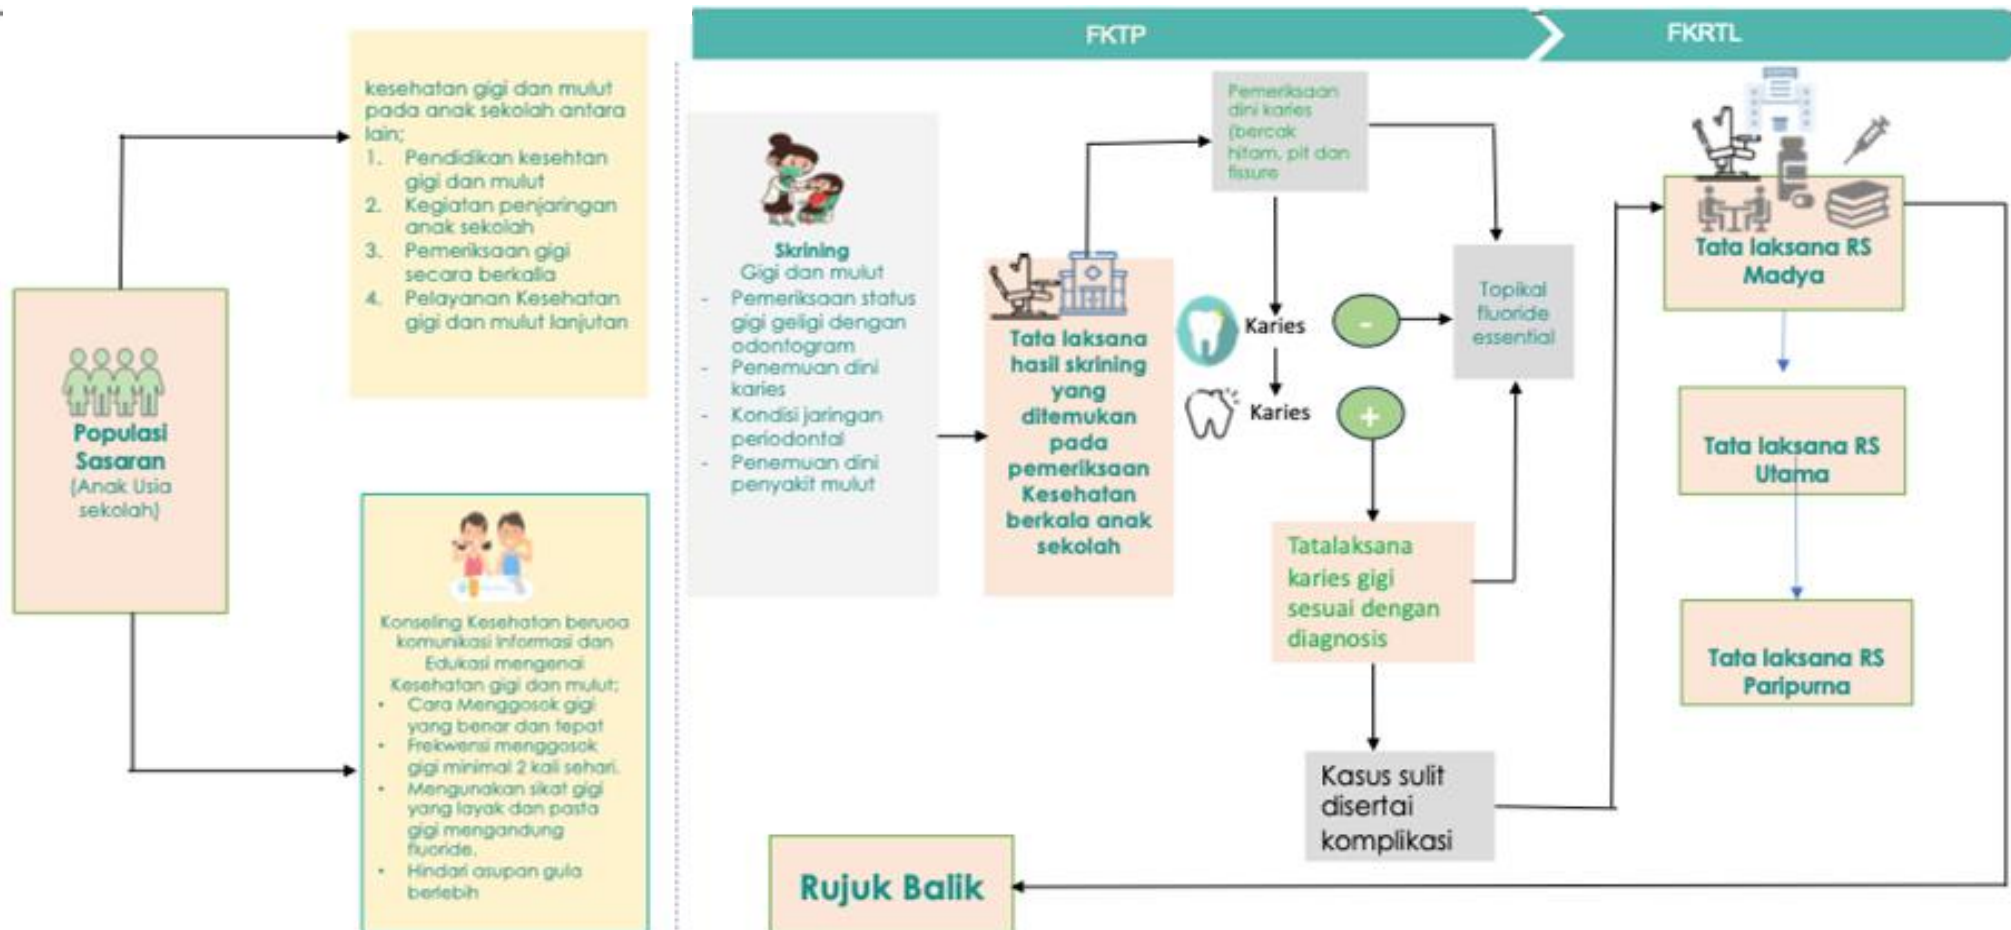 kesehatan gigi dan mulut
pada anak sekolah antara
lain;
1. Pendidikan kesehtan
gigi dan mulut
2. Kegiatan penjaringan
anak sekolah
3. Pemeriksaan gigi
secara berkalla
4. Pelayanan Kesehatan
gigi dan mulut lanjutan
Populasi
Sasaran
(Anak Usia
sekolah)
Konseling Kesehatan beruoa
komunikasi Informasi dan
Edukasi mengenai
Kesehatan gigi dan mulut;
• Cara Menggosok gigi
yang benar dan tepat
• Frekwensi menggosok
gigi minimal 2 kali sehari.
• Mengunakan sikat gigi
yang layak dan pasta
gigi mengandung
fluoride.
• Hindari asupan gula
berlebih
FKTP
FKRTL
Skrining
Gigi dan mulut
- Pemeriksaan status
gigi geligi dengan
odontogram
- Penemuan dini
karies
- Kondisi jaringan
periodontal
- Penemuan dini
penyakit mulut
Tata laksana
hasil skrining
yang
ditemukan
pada
pemeriksaan
Kesehatan
berkala anak
sekolah
Pemeriksaan
dini karies
(bercak
hitam, pit dan
fissure
Karies
-
Karies
+
Topikal
fluoride
essential
Tatalaksana
karies gigi
sesuai dengan
diagnosis
Kasus sulit
disertai
komplikasi
Tata laksana RS
Madya
Tata laksana RS
Utama
Tata laksana RS
Paripurna
Rujuk Balik